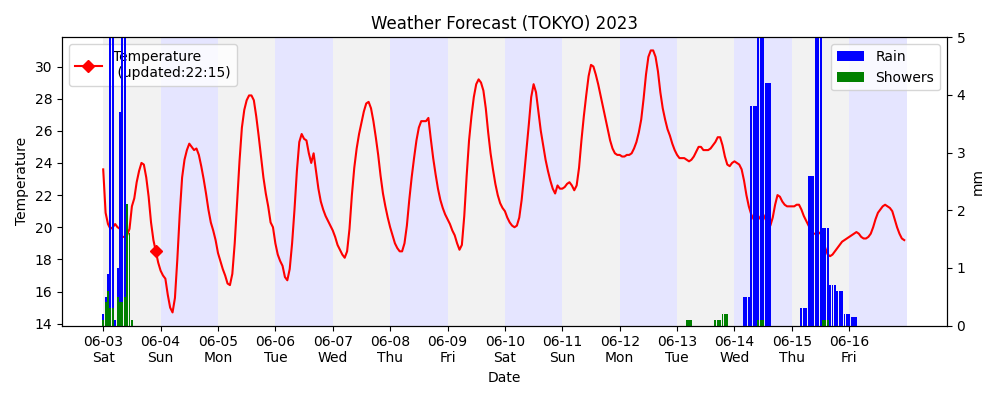 Weather Forecast (TOKYO) 2023
Temperature
(updated:22:15)
Rain
Showers
30
28
26
24
22
20
18
16
14
Temperature
5
4
3
2
1
0
mm
06-03 06-04 06-05 06-06 06-07 06-08 06-09 06-10 06-11 06-12 06-13 06-14 06-15 06-16
Sat Sun Mon Tue Wed Thu Fri Sat Sun Mon Tue Wed Thu Fri
Date